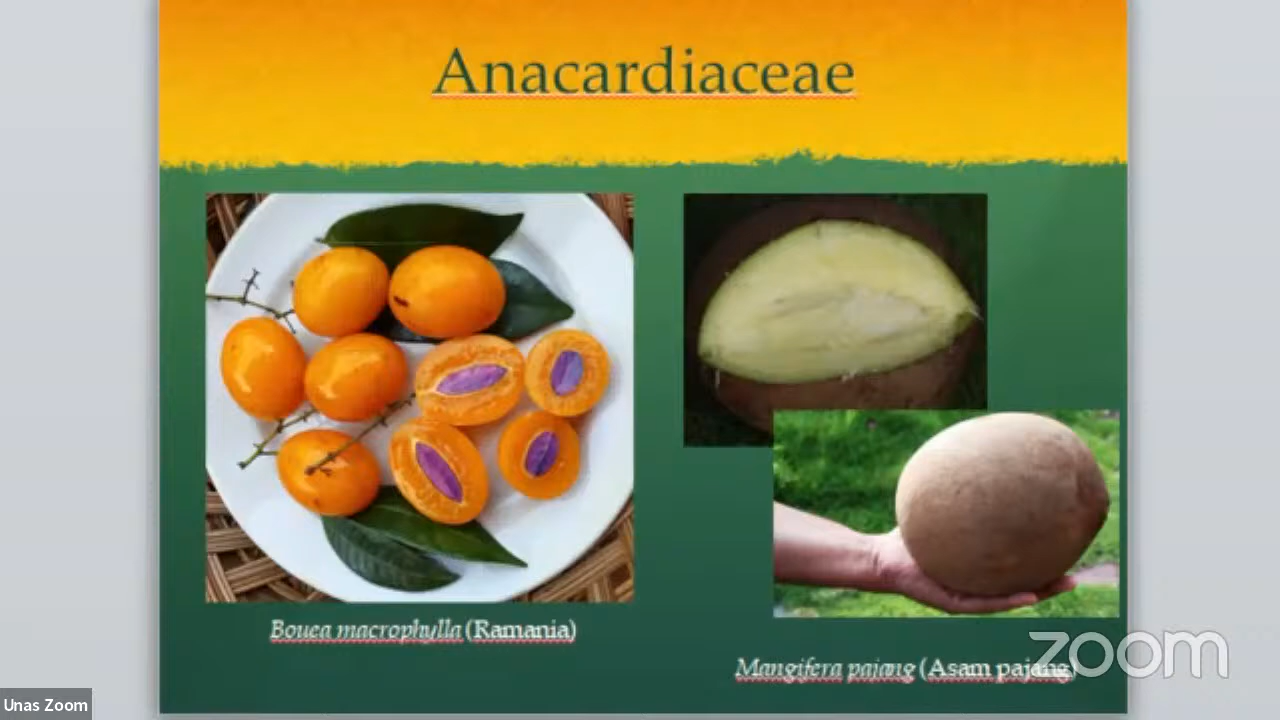 Anacardiaceae
Bouea macrophylla (Ramania)
Mangifera pajang (Asam pajang)
zoom
Unas Zoom